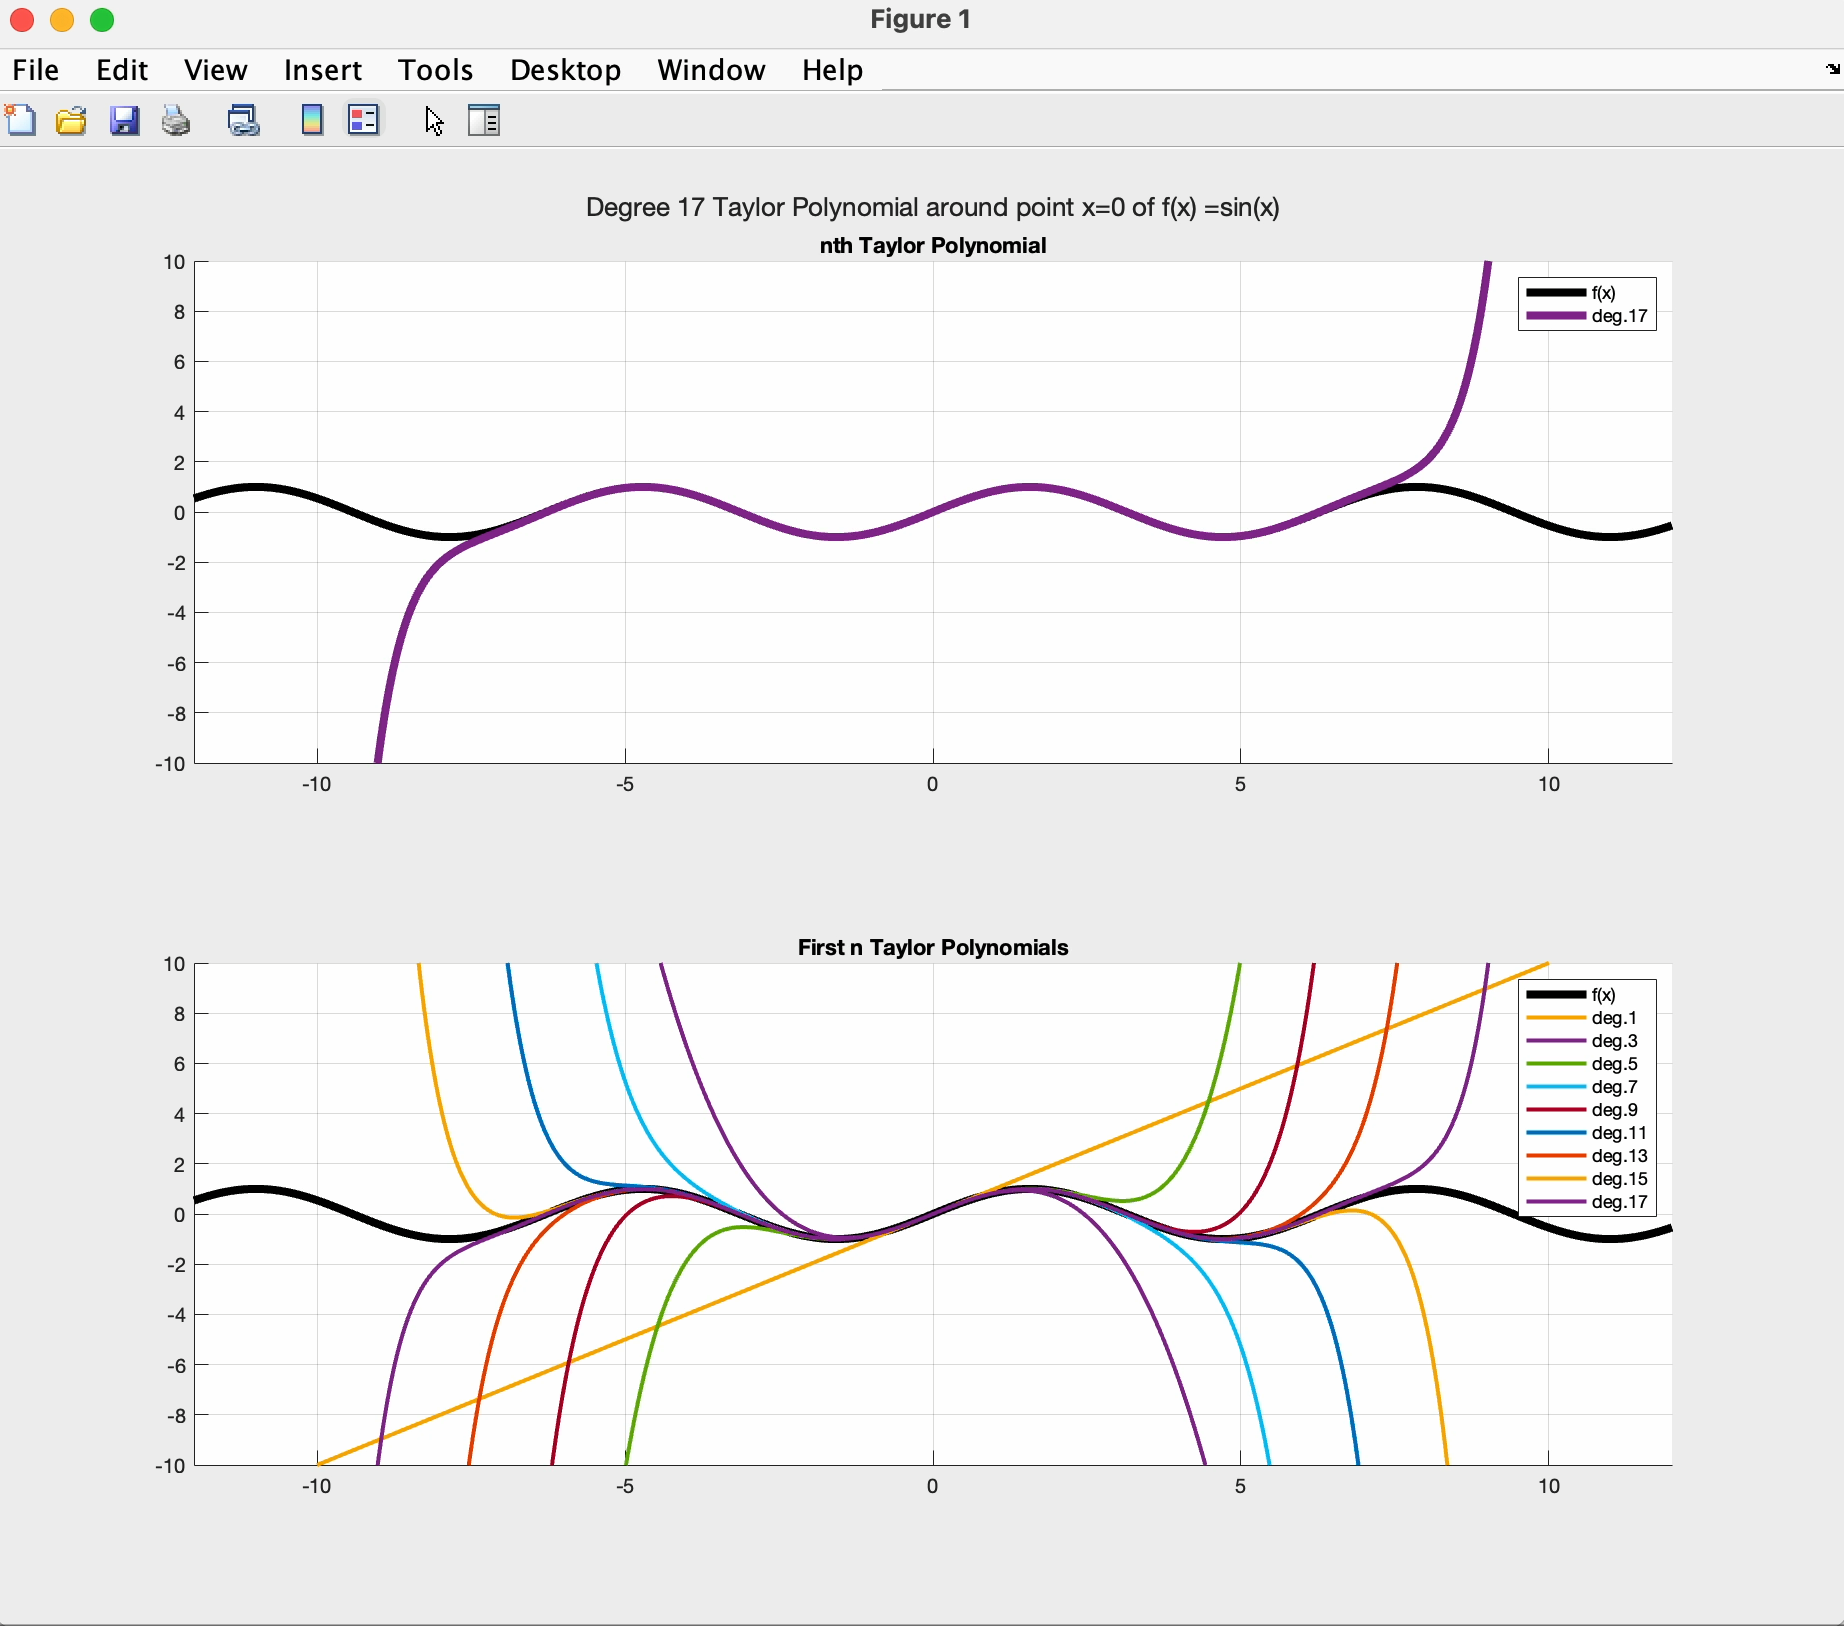 Figure 1
File Edit View Insert Tools Desktop Window Help
Degree 17 Taylor Polynomial around point x=0 of f(x) =sin(x)
nth Taylor Polynomial
10
8
6
4
2
0
-2
-4
-6
-8
-10
-10 -5 0 5 10
f(x)
deg.17
First n Taylor Polynomials
10
8
6
4
2
0
-2
-4
-6
-8
-10
-10 -5 0 5 10
f(x)
deg.1
deg.3
deg.5
deg.7
deg.9
deg.11
deg.13
deg.15
deg.17